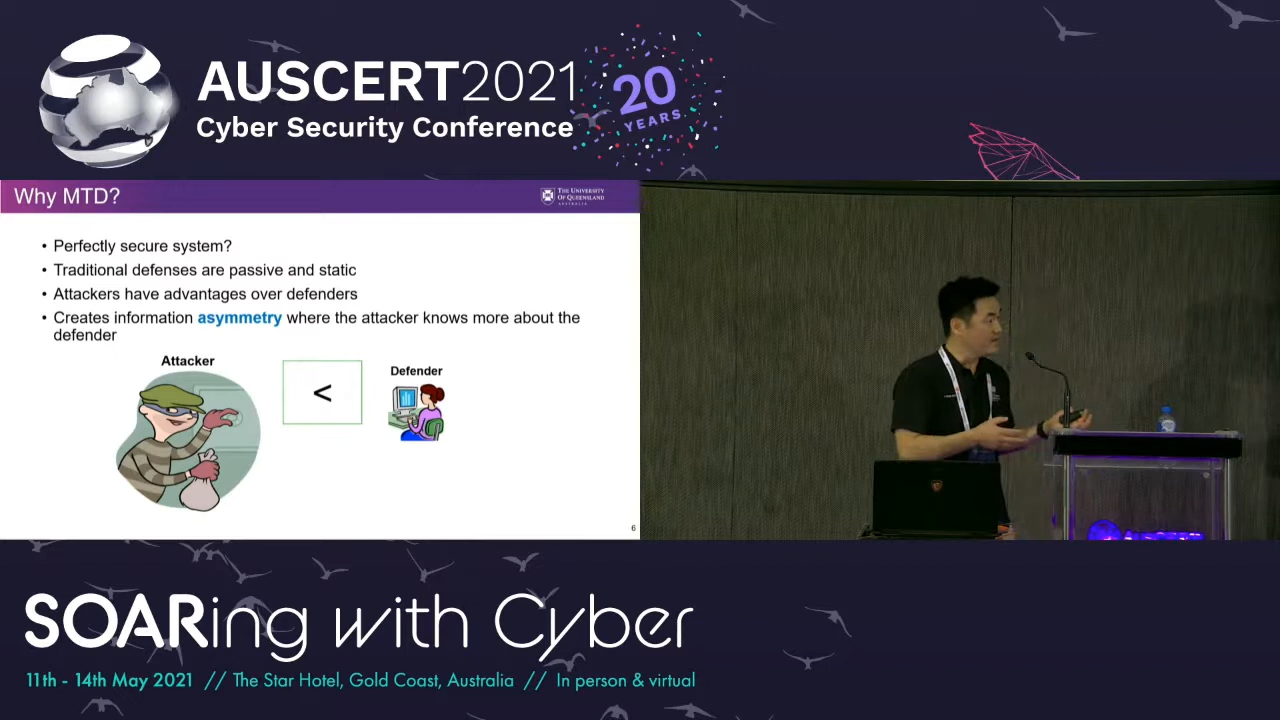 AUSCERT2021
Cyber Security Conference
20
YEARS
Why MTD?
THE UNIVERSITY
OF QUEENSLAND
AUSTRALIA
• Perfectly secure system?
• Traditional defenses are passive and static
• Attackers have advantages over defenders
• Creates information asymmetry where the attacker knows more about the
defender
Attacker
<
Defender
6
SOARing with Cyber
11th - 14th May 2021 // The Star Hotel, Gold Coast, Australia // In person & virtual